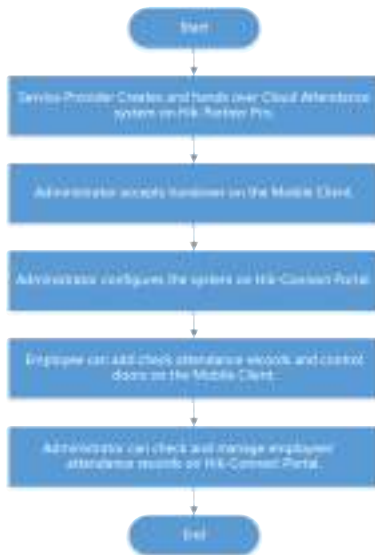 Start
Service Provider Creates and hands over Cloud Attendance
system on Hik-Partner Pro.
Administrator accepts handover on the Mobile Client.
Administrator configures the system on Hik-Connect Portal.
Employee can add check attendance records and control
doors on the Mobile Client.
Administrator can check and manage employees'
attendance records on Hik-Connect Portal.
End